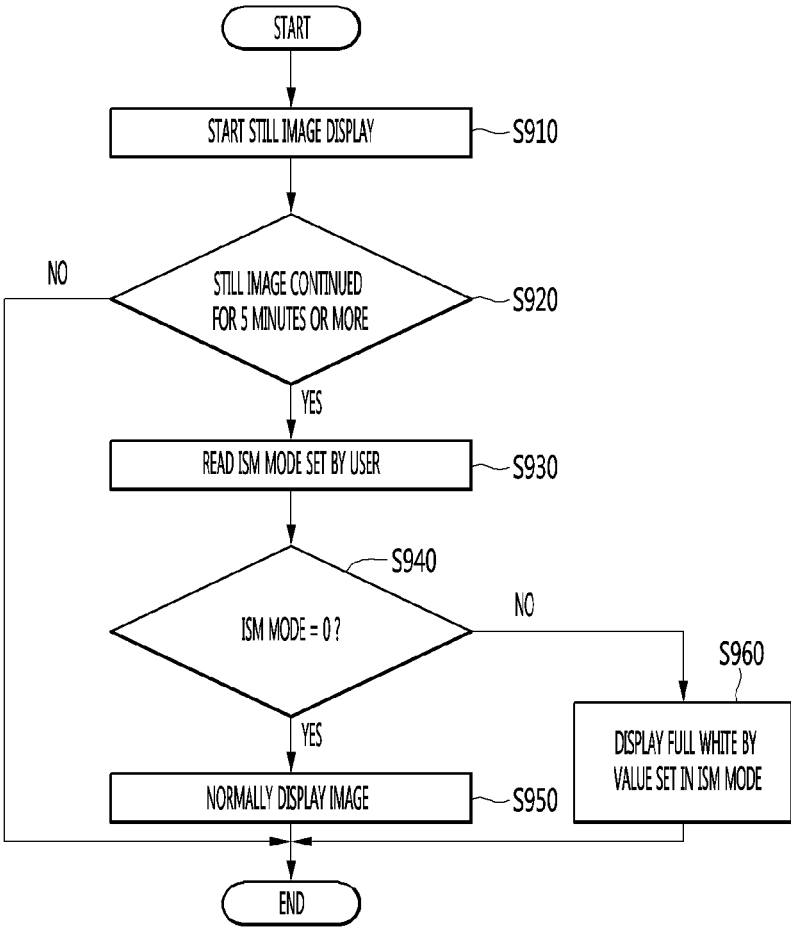 START
START STILL IMAGE DISPLAY
S910
NO
STILL IMAGE CONTINUED
FOR 5 MINUTES OR MORE
S920
YES
READ ISM MODE SET BY USER
S930
S940
ISM MODE = 0 ?
NO
S960
YES
DISPLAY FULL WHITE BY
VALUE SET IN ISM MODE
NORMALLY DISPLAY IMAGE
S950
END